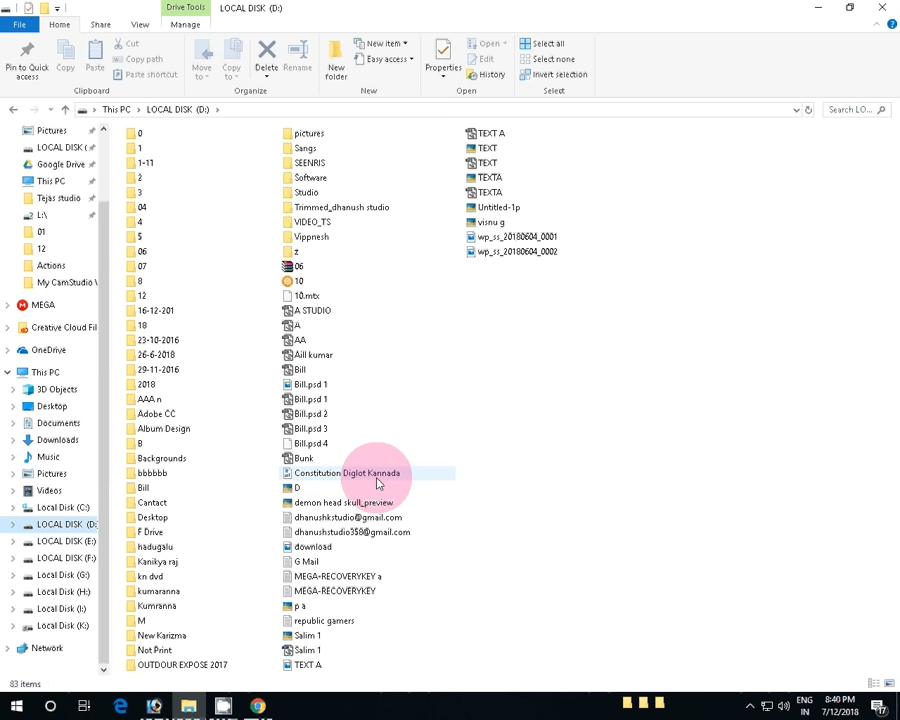 Drive Tools LOCAL DISK (D:)
File Home Share View Manage
Pin to Quick access
Copy
Paste
Cut
Copy path
Paste shortcut
Clipboard
Move to
Copy to
Delete
Rename
Organize
New folder
New item
Easy access
New
Properties
Open
Edit
History
Open
Select all
Select none
Invert selection
Select
This PC LOCAL DISK (D:)
Search LO...
Pictures
LOCAL DISK (
Google Drive
This PC
Tejas studio
L:\
01
12
Actions
My CamStudio V
MEGA
Creative Cloud Fil
OneDrive
This PC
3D Objects
Desktop
Documents
Downloads
Music
Pictures
Videos
Local Disk (C:)
LOCAL DISK (D:
LOCAL DISK (E:)
LOCAL DISK (F:)
Local Disk (G:)
Local Disk (H:)
Local Disk (I:)
Local Disk (K:)
Network
0
1
1-11
2
3
04
4
5
06
07
8
12
16-12-201
18
23-10-2016
26-6-2018
29-11-2016
2018
AAA n
Adobe CC
Album Design
B
Backgrounds
bbbbbb
Bill
Cantact
Desktop
F Drive
hadugalu
Kanikya raj
kn dvd
kumaranna
Kumranna
M
New Karizma
Not Print
OUTDOUR EXPOSE 2017
pictures
Sangs
SEENRIS
Software
Studio
Trimmed_dhanush studio
VIDEO_TS
Vippnesh
z
06
10
10.mtx
A STUDIO
A
AA
Aill kumar
Bill
Bill.psd 1
Bill.psd 1
Bill.psd 2
Bill.psd 3
Bill.psd 4
Bunk
Constitution Diglot Kannada
D
demon head skull_preview
dhanushkstudio@gmail.com
dhanushstudio358@gmail.com
download
G Mail
MEGA-RECOVERYKEY a
MEGA-RECOVERYKEY
p a
republic gamers
Salim 1
Salim 1
TEXT A
TEXT A
TEXT
TEXT
TEXTA
TEXTA
Untitled-1p
visnu g
wp_ss_20180604_0001
wp_ss_20180604_0002
83 items
ENG
IN
8:40 PM
7/12/2018
17